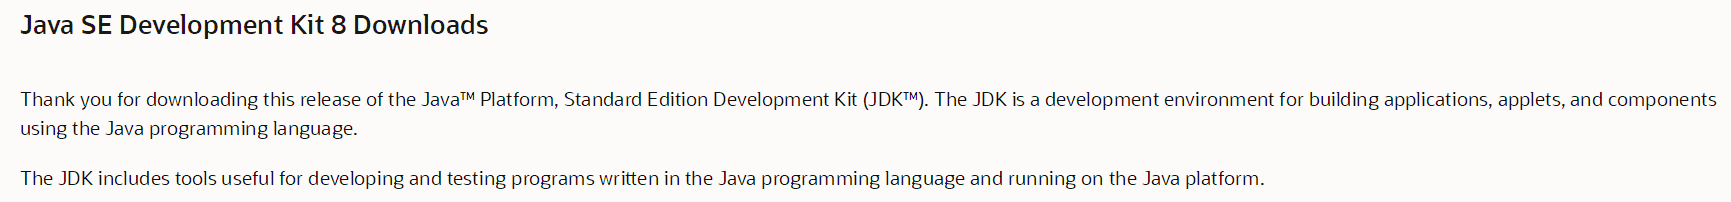 Java SE Development Kit 8 Downloads
Thank you for downloading this release of the Java™ Platform, Standard Edition Development Kit (JDK™). The JDK is a development environment for building applications, applets, and components
using the Java programming language.
The JDK includes tools useful for developing and testing programs written in the Java programming language and running on the Java platform.